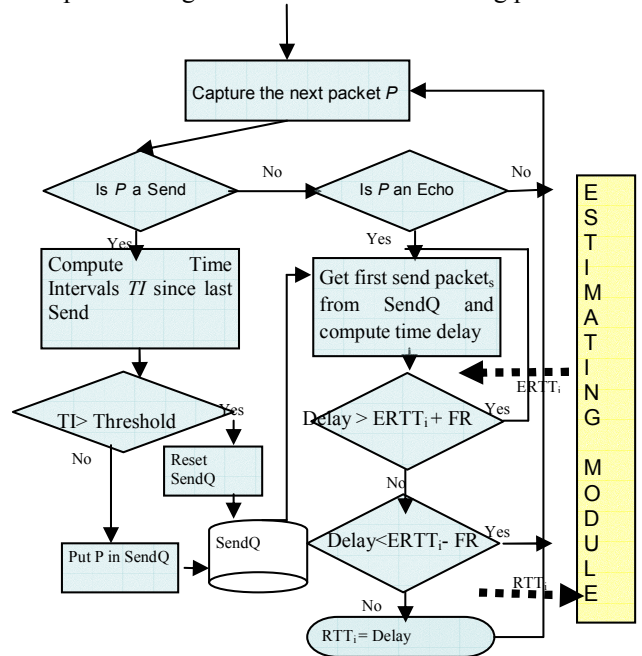 Capture the next packet P
Is P a Send
No
Is P an Echo
No
Yes
Yes
Compute Time
Intervals TI since last
Send
Get first send packets
from SendQ and
compute time delay
ERTTi
TI> Threshold
Yes
No
Delay > ERTTi + FR
Yes
Reset
SendQ
No
Put P in SendQ
SendQ
Delay<ERTTi- FR
Yes
RTTi
No
RTTi = Delay
ESTIMATING MODULE